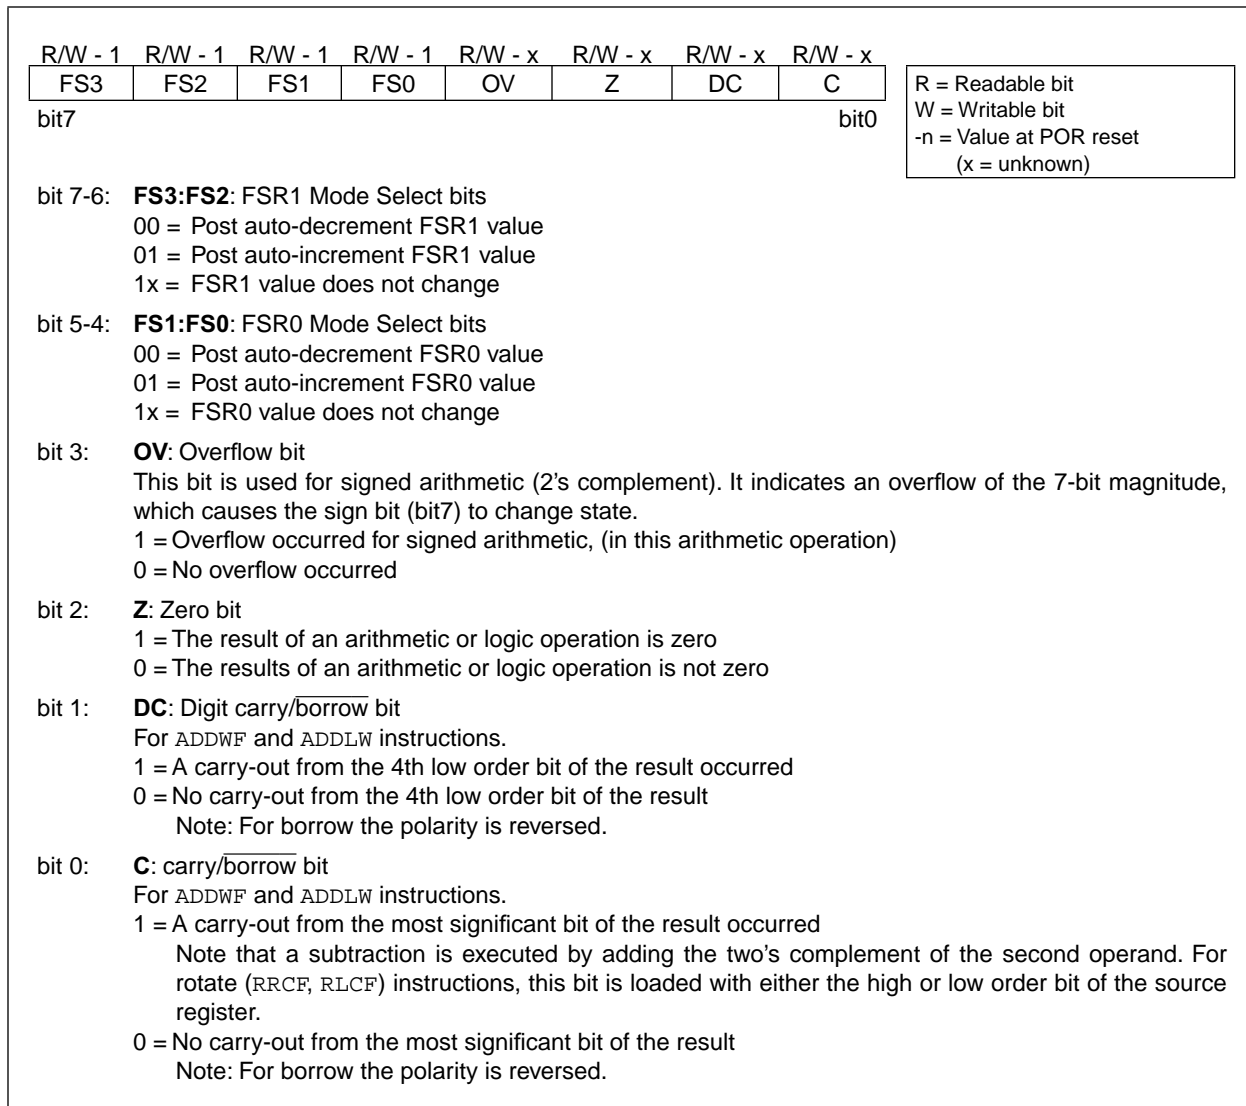 R/W - 1 R/W - 1 R/W - 1 R/W - 1 R/W - x R/W - x R/W - x R/W - x
FS3 FS2 FS1 FS0 OV Z DC C
bit7 bit0
R = Readable bit
W = Writable bit
-n = Value at POR reset
(x = unknown)
bit 7-6: FS3:FS2: FSR1 Mode Select bits
00 = Post auto-decrement FSR1 value
01 = Post auto-increment FSR1 value
1x = FSR1 value does not change
bit 5-4: FS1:FS0: FSR0 Mode Select bits
00 = Post auto-decrement FSR0 value
01 = Post auto-increment FSR0 value
1x = FSR0 value does not change
bit 3: OV: Overflow bit
This bit is used for signed arithmetic (2's complement). It indicates an overflow of the 7-bit magnitude,
which causes the sign bit (bit7) to change state.
1 = Overflow occurred for signed arithmetic, (in this arithmetic operation)
0 = No overflow occurred
bit 2: Z: Zero bit
1 = The result of an arithmetic or logic operation is zero
0 = The results of an arithmetic or logic operation is not zero
bit 1: DC: Digit carry/borrow bit
For ADDWF and ADDLW instructions.
1 = A carry-out from the 4th low order bit of the result occurred
0 = No carry-out from the 4th low order bit of the result
Note: For borrow the polarity is reversed.
bit 0: C: carry/borrow bit
For ADDWF and ADDLW instructions.
1 = A carry-out from the most significant bit of the result occurred
Note that a subtraction is executed by adding the two's complement of the second operand. For
rotate (RRCF, RLCF) instructions, this bit is loaded with either the high or low order bit of the source
register.
0 = No carry-out from the most significant bit of the result
Note: For borrow the polarity is reversed.